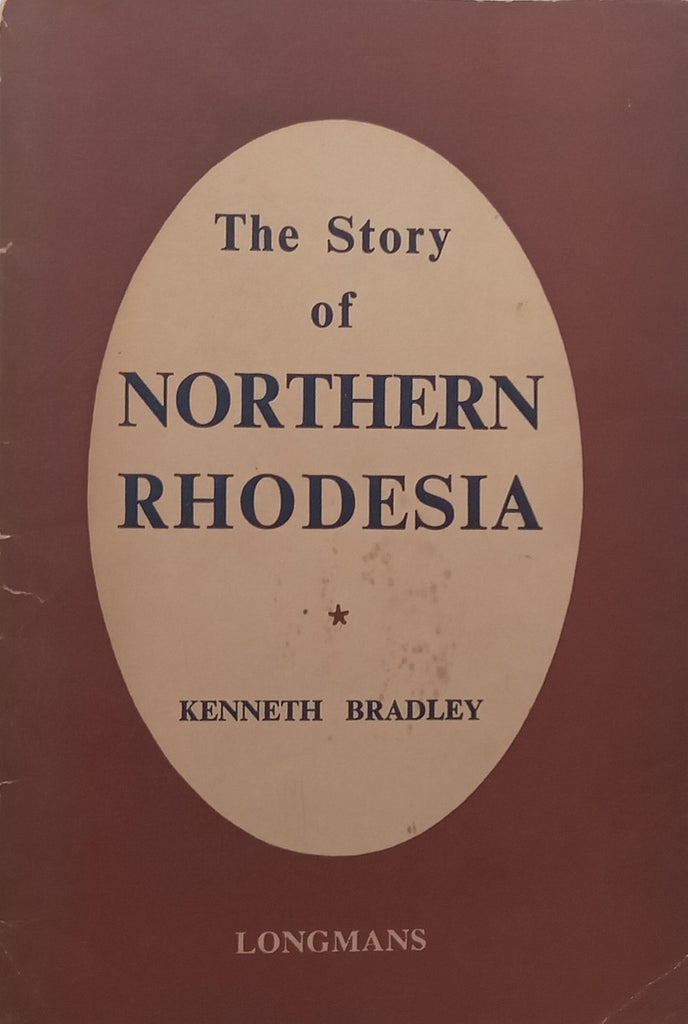 The Story
of
NORTHERN
RHODESIA
★
KENNETH BRADLEY
LONGMANS